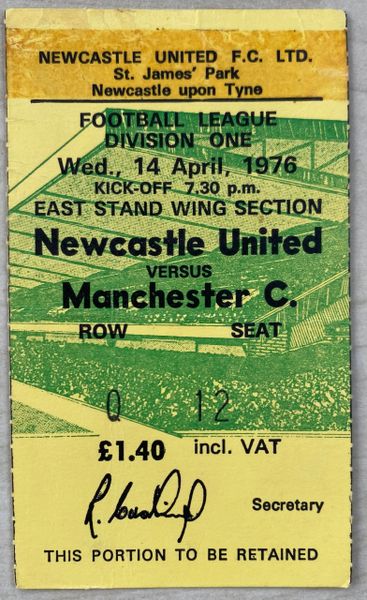 NEWCASTLE UNITED F.C. LTD.
St. James' Park
Newcastle upon Tyne
FOOTBALL LEAGUE
DIVISION ONE
Wed., 14 April, 1976
KICK-OFF 7.30 p.m.
EAST STAND WING SECTION
Newcastle United
VERSUS
Manchester C.
ROW SEAT
Q 12
£1.40 incl. VAT
Secretary
THIS PORTION TO BE RETAINED